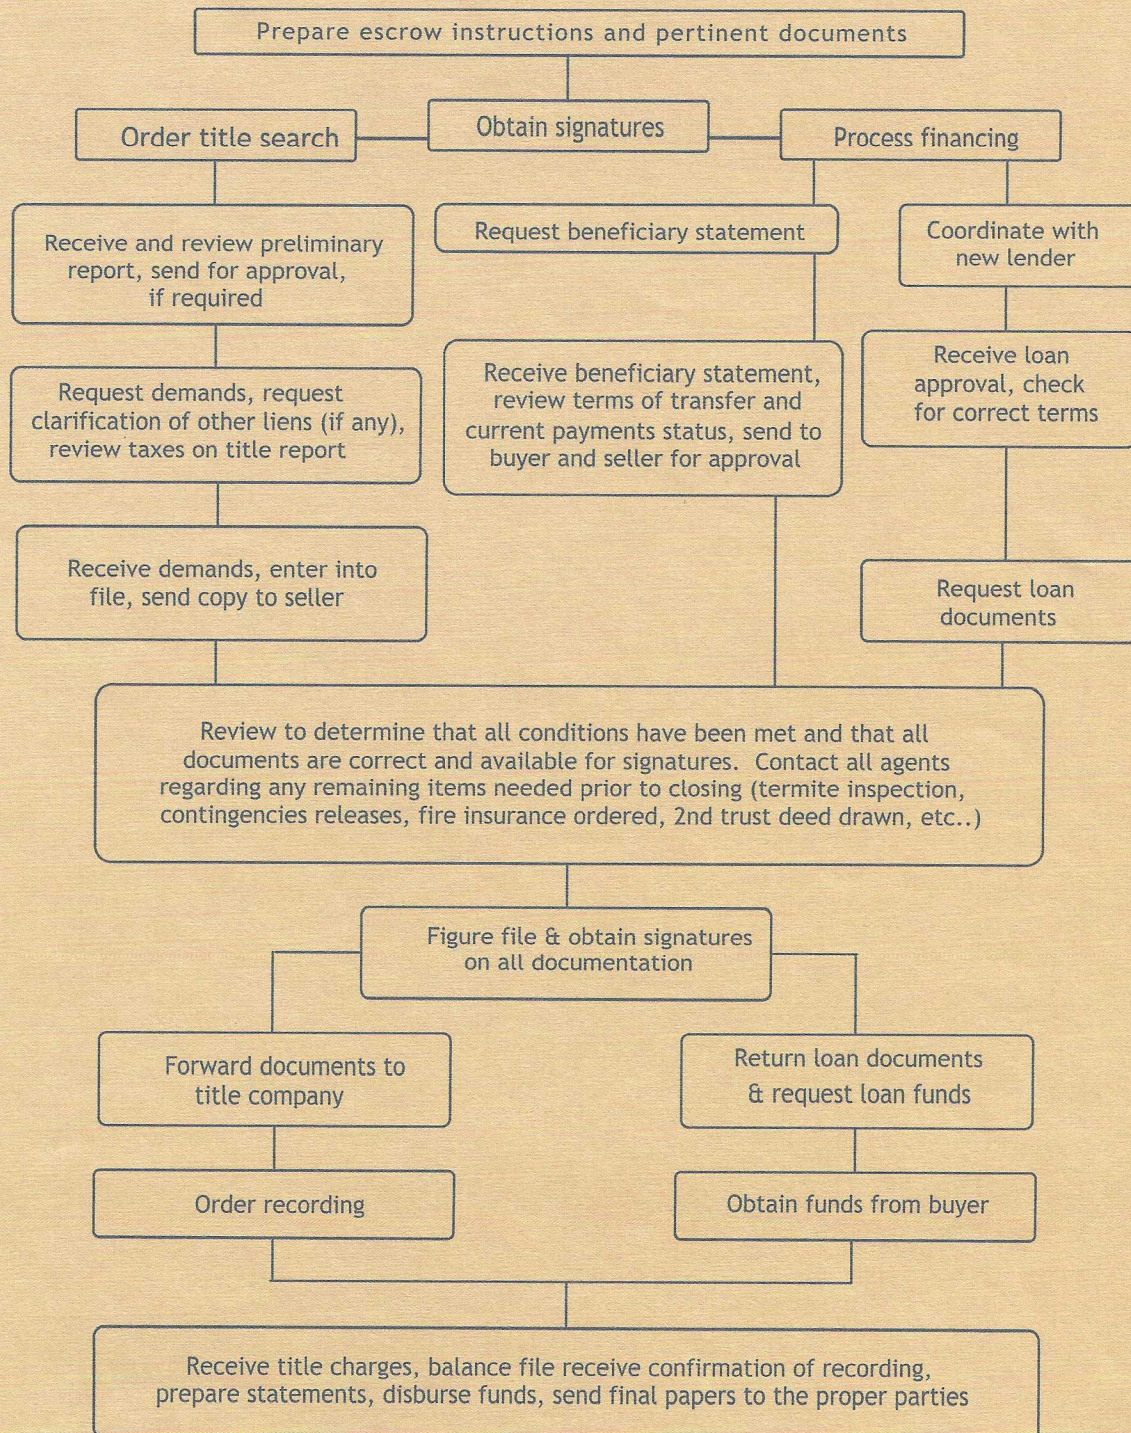 Prepare escrow instructions and pertinent documents
Order title search
Obtain signatures
Process financing
Receive and review preliminary
report, send for approval,
if required
Request beneficiary statement
Coordinate with
new lender
Request demands, request
clarification of other liens (if any),
review taxes on title report
Receive beneficiary statement,
review terms of transfer and
current payments status, send to
buyer and seller for approval
Receive loan
approval, check
for correct terms
Receive demands, enter into
file, send copy to seller
Request loan
documents
Review to determine that all conditions have been met and that all
documents are correct and available for signatures. Contact all agents
regarding any remaining items needed prior to closing (termite inspection,
contingencies releases, fire insurance ordered, 2nd trust deed drawn, etc..)
Figure file & obtain signatures
on all documentation
Forward documents to
title company
Return loan documents
& request loan funds
Order recording
Obtain funds from buyer
Receive title charges, balance file receive confirmation of recording,
prepare statements, disburse funds, send final papers to the proper parties